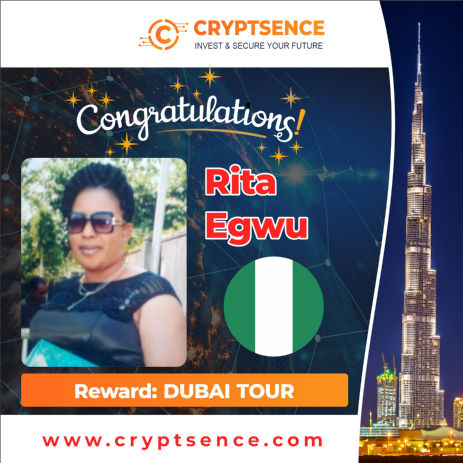 CRYPTSENCE
INVEST & SECURE YOUR FUTURE
Congratulations!
Rita
Egwu
Reward: DUBAI TOUR
www.cryptsence.com